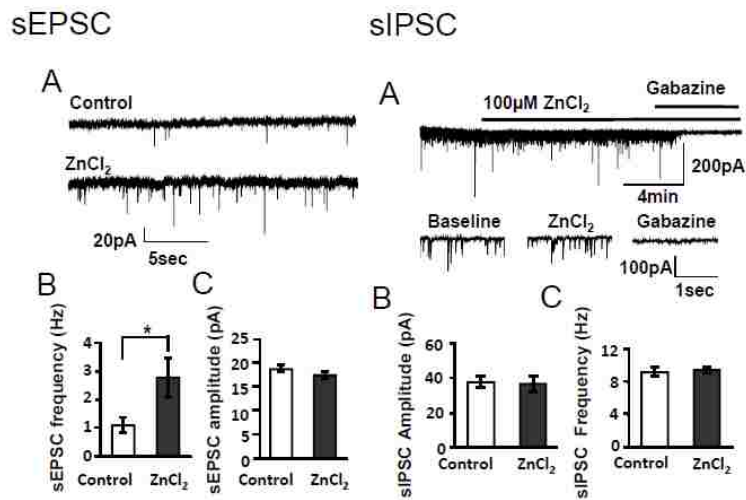 sEPSC
A
Control
ZnCl2
20pA
5sec
B
sEPSC frequency (Hz)
4
3
2
1
0
*
Control
ZnCl2
C
sEPSC amplitude (pA)
25
20
15
10
5
0
Control
ZnCl2
sIPSC
A
Gabazine
100µM ZnCl2
200pA
4min
Baseline
ZnCl2
Gabazine
100pA
1sec
B
sIPSC Amplitude (pA)
60
40
20
0
Control
ZnCl2
C
sIPSC Frequency (Hz)
12
8
4
0
Control
ZnCl2